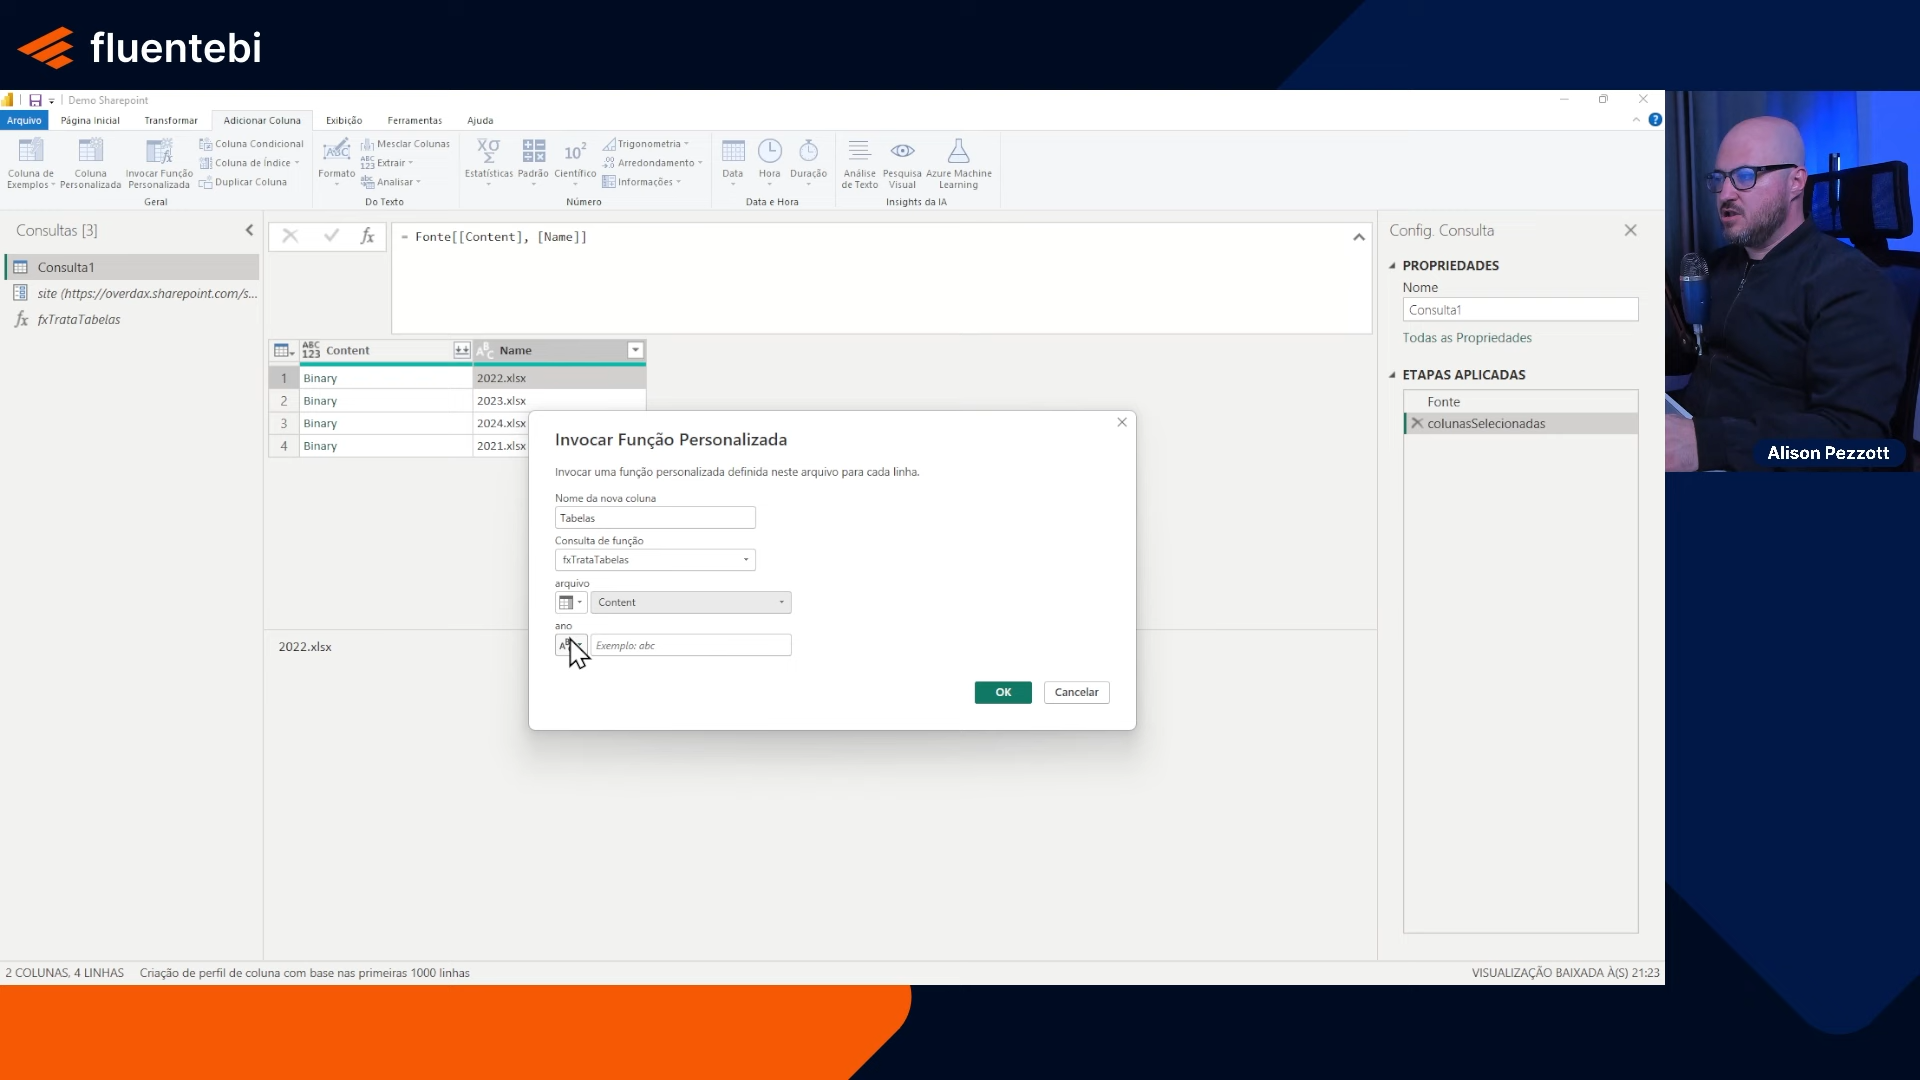 fluentebi
Demo Sharepoint
Arquivo Página Inicial Transformar Adicionar Coluna Exibição Ferramentas Ajuda
Coluna de Exemplos
Coluna Personalizada
Invocar Função Personalizada
Coluna Condicional
Coluna de Índice
Duplicar Coluna
Geral
Formato
Mesclar Colunas
Extrair
Analisar
Do Texto
Estatísticas
Padrão
Científico
Trigonometria
Arredondamento
Informações
Número
Data
Hora
Duração
Data e Hora
Análise de Texto
Pesquisa Visual
Azure Machine Learning
Insights da IA
Consultas [3]
Consulta1
site (https://overdax.sharepoint.com/s...
fxTrataTabelas
= Fonte[[Content], [Name]]
Content Name
1 Binary 2022.xlsx
2 Binary 2023.xlsx
3 Binary 2024.xlsx
4 Binary 2021.xlsx
2022.xlsx
Invocar Função Personalizada
Invocar uma função personalizada definida neste arquivo para cada linha.
Nome da nova coluna
Tabelas
Consulta de função
fxTrataTabelas
arquivo
Content
ano
Exemplo: abc
OK Cancelar
Config. Consulta
PROPRIEDADES
Nome
Consulta1
Todas as Propriedades
ETAPAS APLICADAS
Fonte
colunasSelecionadas
Alison Pezzott
2 COLUNAS, 4 LINHAS Criação de perfil de coluna com base nas primeiras 1000 linhas
VISUALIZAÇÃO BAIXADA À(S) 21:23